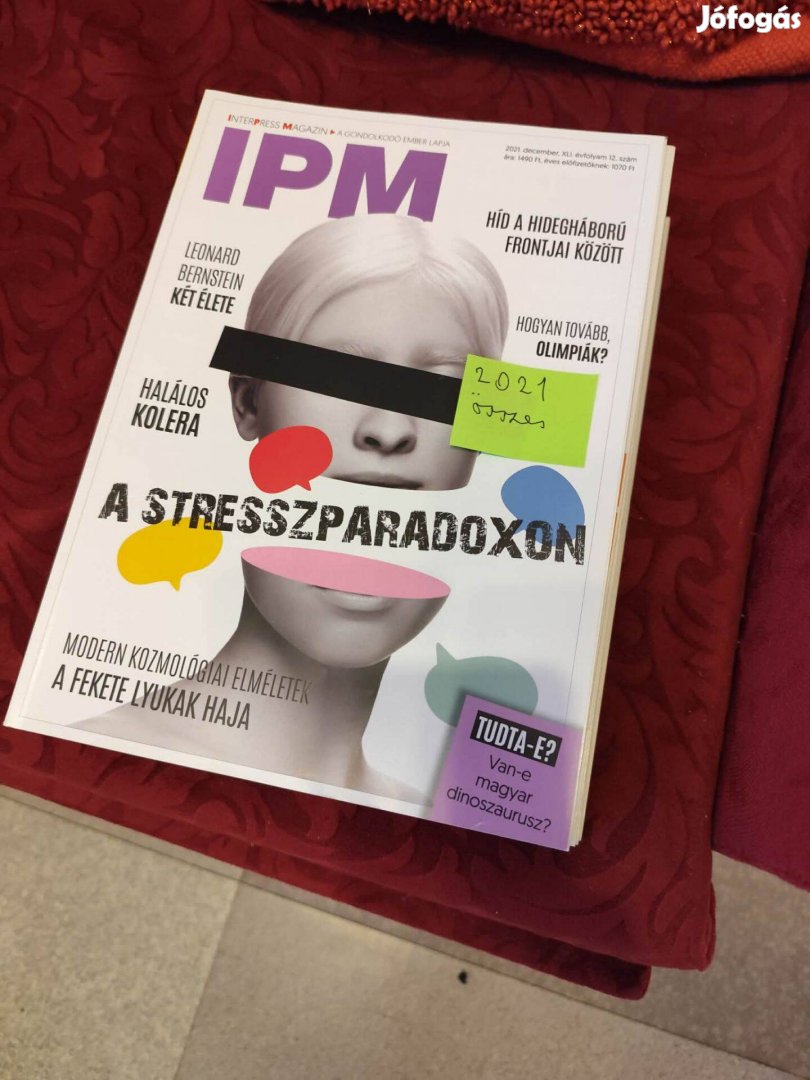 Jófogás
INTERPRESS MAGAZIN ▸ A GONDOLKODÓ EMBER LAPJA
IPM
2021. december, XLI. évfolyam 12. szám
ára: 1490 Ft, éves előfizetőknek: 1070 Ft
HÍD A HIDEGHÁBORÚ
FRONTJAI KÖZÖTT
LEONARD
BERNSTEIN
KÉT ÉLETE
HOGYAN TOVÁBB,
OLIMPIÁK?
2021
összes
HALÁLOS
KOLERA
A STRESSZPARADOXON
MODERN KOZMOLÓGIAI ELMÉLETEK
A FEKETE LYUKAK HAJA
TUDTA-E?
Van-e
magyar
dinoszaurusz?